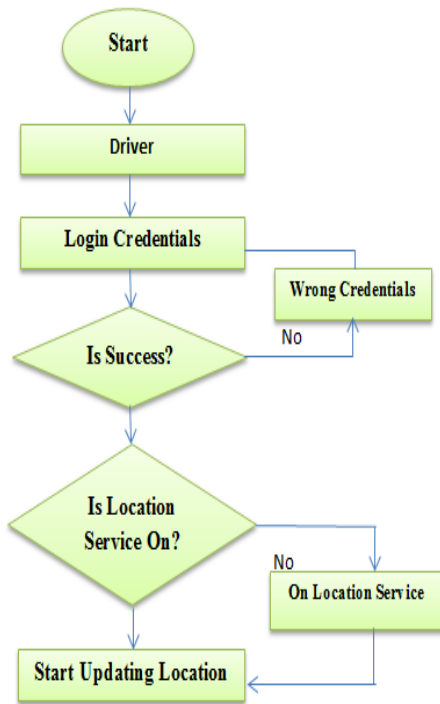 Start
Driver
Login Credentials
Wrong Credentials
Is Success?
No
Is Location
Service On?
No
On Location Service
Start Updating Location